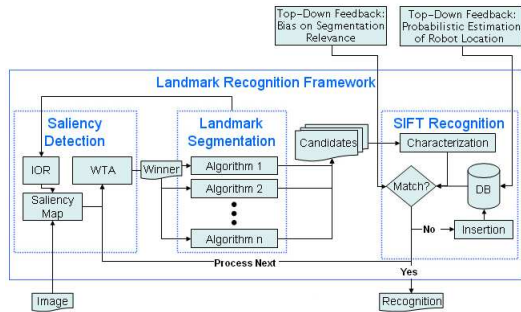 Top-Down Feedback:
Bias on Segmentation
Relevance
Top-Down Feedback:
Probabilistic Estimation
of Robot Location
Landmark Recognition Framework
Saliency
Detection
Landmark
Segmentation
SIFT Recognition
Candidates
Characterization
IOR
WTA
Winner
Algorithm 1
Algorithm 2
Algorithm n
Match?
DB
Saliency
Map
No
Insertion
Process Next
Yes
Image
Recognition